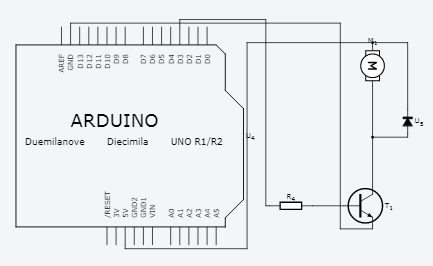 AREF GND D13 D12 D11 D10 D9 D8 D7 D6 D5 D4 D3 D2 D1 D0
M1
ARDUINO
U5
Duemilanove Diecimila UNO R1/R2
U4
/RESET 3V 5V GND2 GND1 VIN A0 A1 A2 A3 A4 A5
R4
T1
M